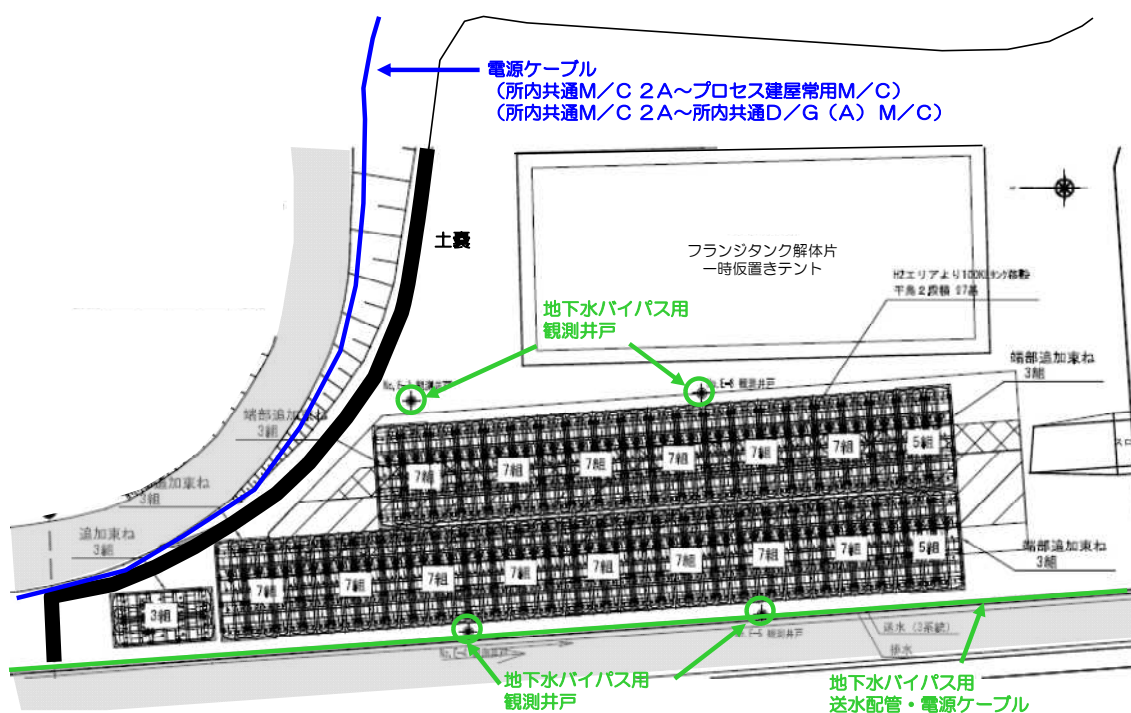 電源ケーブル
(所内共通M/C 2A～プロセス建屋常用M/C)
(所内共通M/C 2A～所内共通D/G (A) M/C)
土嚢
フランジタンク解体片
一時仮置きテント
地下水バイパス用
観測井戸
端部追加束ね
3組
端部追加束ね
3組
追加束ね
3組
追加束ね
3組
7組
7組
7組
7組
7組
7組
5組
7組
7組
7組
7組
7組
7組
7組
7組
5組
3組
端部追加束ね
3組
送水 (3系統)
排水
地下水バイパス用
観測井戸
地下水バイパス用
送水配管・電源ケーブル